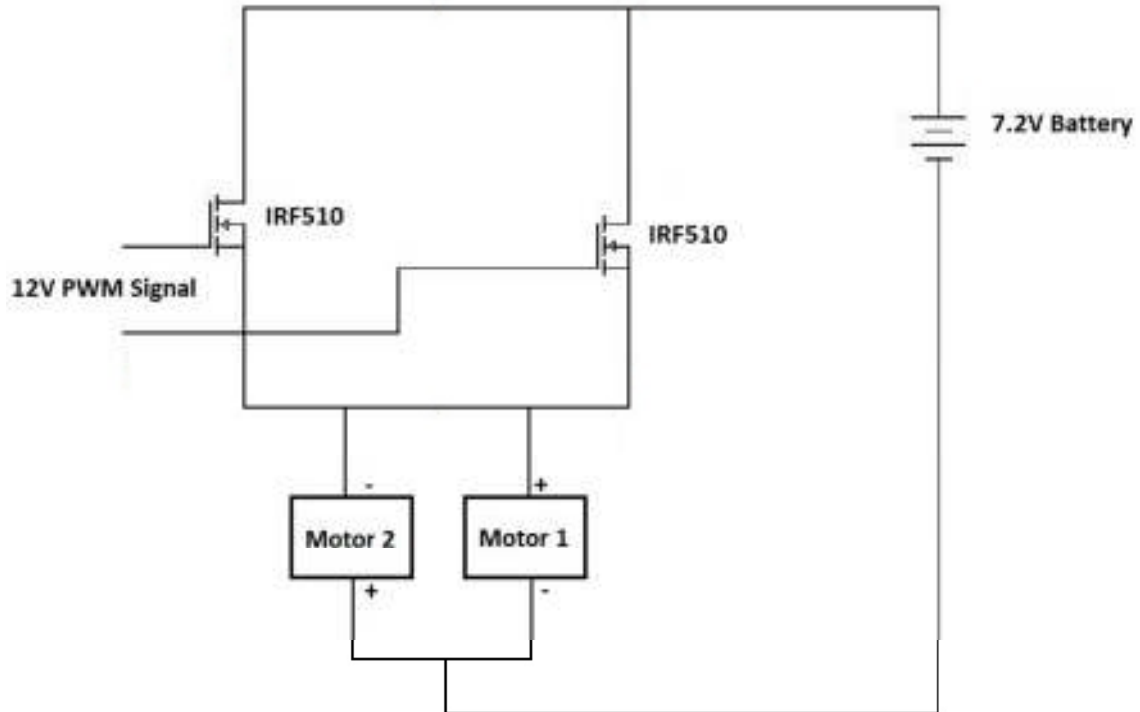 7.2V Battery
IRF510
IRF510
12V PWM Signal
- +
Motor 2 Motor 1
+ -